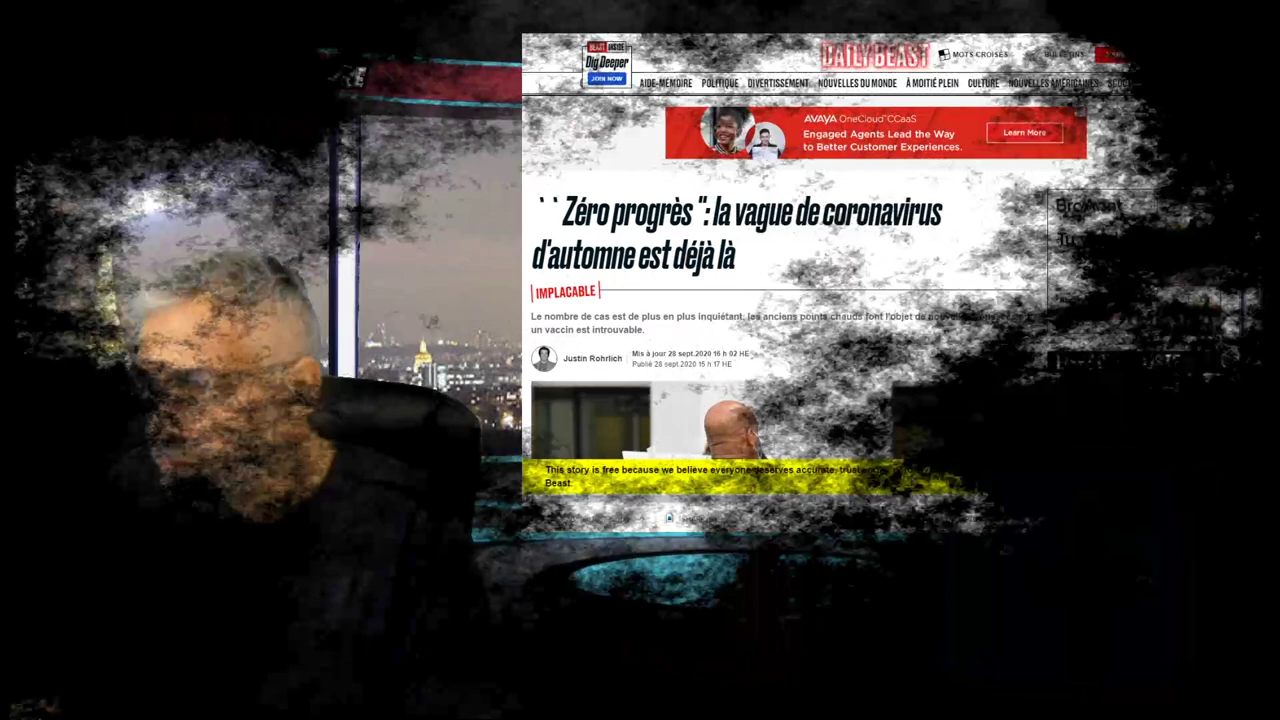 BEAST INSIDE
Dig Deeper
JOIN NOW
DAILY BEAST
MOTS CROISÉS
BULLETINS
AIDE-MÉMOIRE POLITIQUE DIVERTISSEMENT NOUVELLES DU MONDE À MOITIÉ PLEIN CULTURE NOUVELLES AMÉRICAINES
AVAYA OneCloud™CCaaS
Engaged Agents Lead the Way
to Better Customer Experiences.
Learn More
`` Zéro progrès ": la vague de coronavirus
d'automne est déjà là
IMPLACABLE
Le nombre de cas est de plus en plus inquiétant, les anciens points chauds font l'objet de
un vaccin est introuvable.
Justin Rohrlich
Mis à jour 28 sept.2020 16 h 02 HE
Publié 28 sept.2020 15 h 17 HE
This story is free because we believe everyone deserves accurate,
Beast.